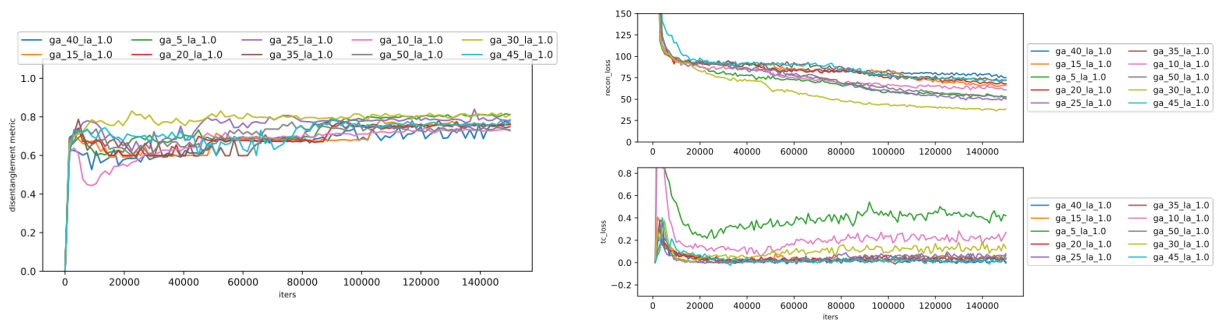 ga_40_la_1.0 ga_5_la_1.0 ga_25_la_1.0 ga_10_la_1.0 ga_30_la_1.0
ga_15_la_1.0 ga_20_la_1.0 ga_35_la_1.0 ga_50_la_1.0 ga_45_la_1.0
disentanglement metric
1.0
0.8
0.6
0.4
0.2
0.0
0 20000 40000 60000 80000 100000 120000 140000
iters
recon_loss
150
125
100
75
50
25
0
0 20000 40000 60000 80000 100000 120000 140000
ga_40_la_1.0 ga_35_la_1.0
ga_15_la_1.0 ga_10_la_1.0
ga_5_la_1.0 ga_50_la_1.0
ga_20_la_1.0 ga_30_la_1.0
ga_25_la_1.0 ga_45_la_1.0
tc_loss
0.8
0.6
0.4
0.2
0.0
−0.2
0 20000 40000 60000 80000 100000 120000 140000
iters
ga_40_la_1.0 ga_35_la_1.0
ga_15_la_1.0 ga_10_la_1.0
ga_5_la_1.0 ga_50_la_1.0
ga_20_la_1.0 ga_30_la_1.0
ga_25_la_1.0 ga_45_la_1.0